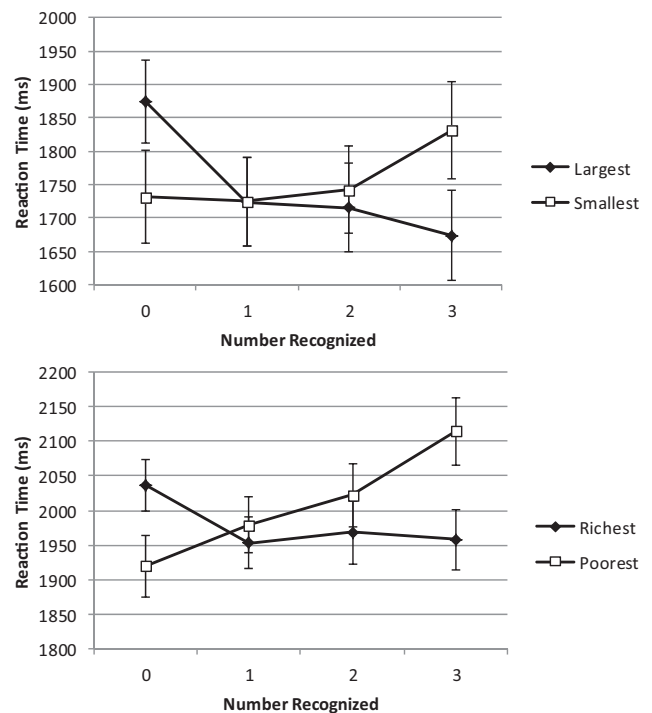 2000
1950
1900
1850
1800
1750
1700
1650
1600
Reaction Time (ms)
0 1 2 3
Number Recognized
Largest
Smallest
2200
2150
2100
2050
2000
1950
1900
1850
1800
Reaction Time (ms)
0 1 2 3
Number Recognized
Richest
Poorest